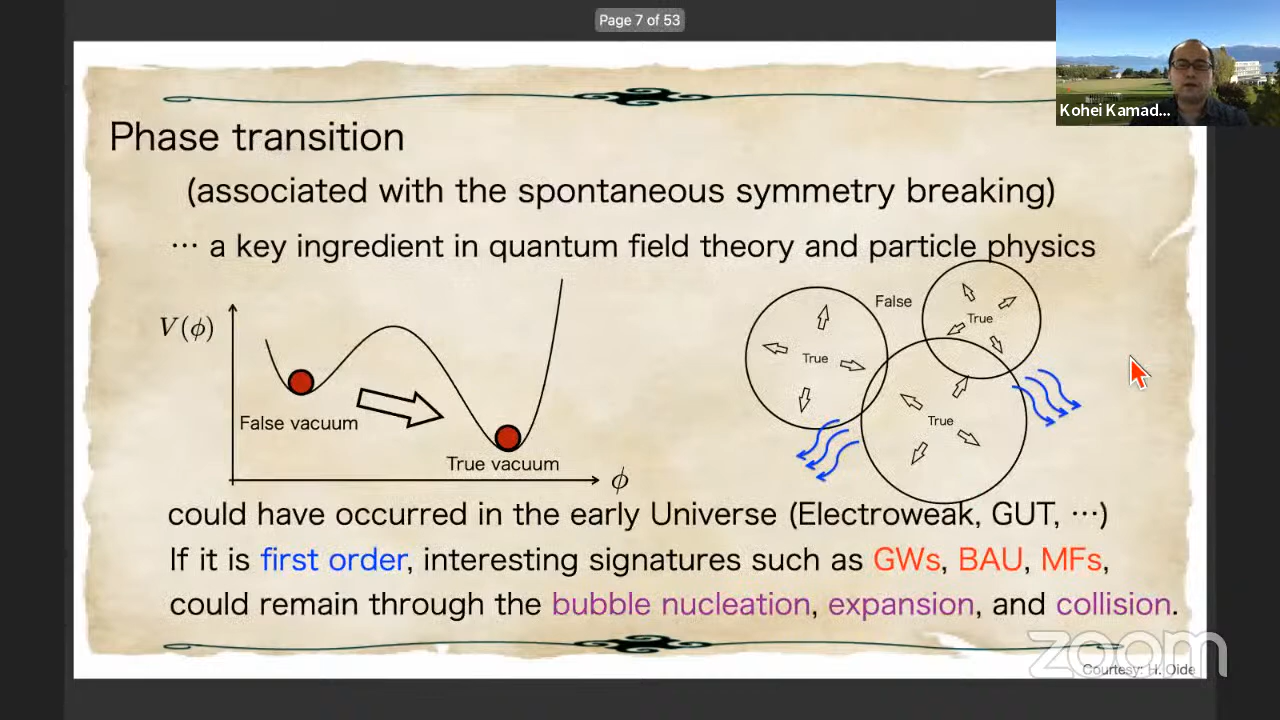 Page 7 of 53
Kohei Kamad...
Phase transition
(associated with the spontaneous symmetry breaking)
… a key ingredient in quantum field theory and particle physics
V(ϕ)
False vacuum
True vacuum
ϕ
False
True
True
True
could have occurred in the early Universe (Electroweak, GUT, …)
If it is first order, interesting signatures such as GWs, BAU, MFs,
could remain through the bubble nucleation, expansion, and collision.
zoom
Courtesy: H. Oide